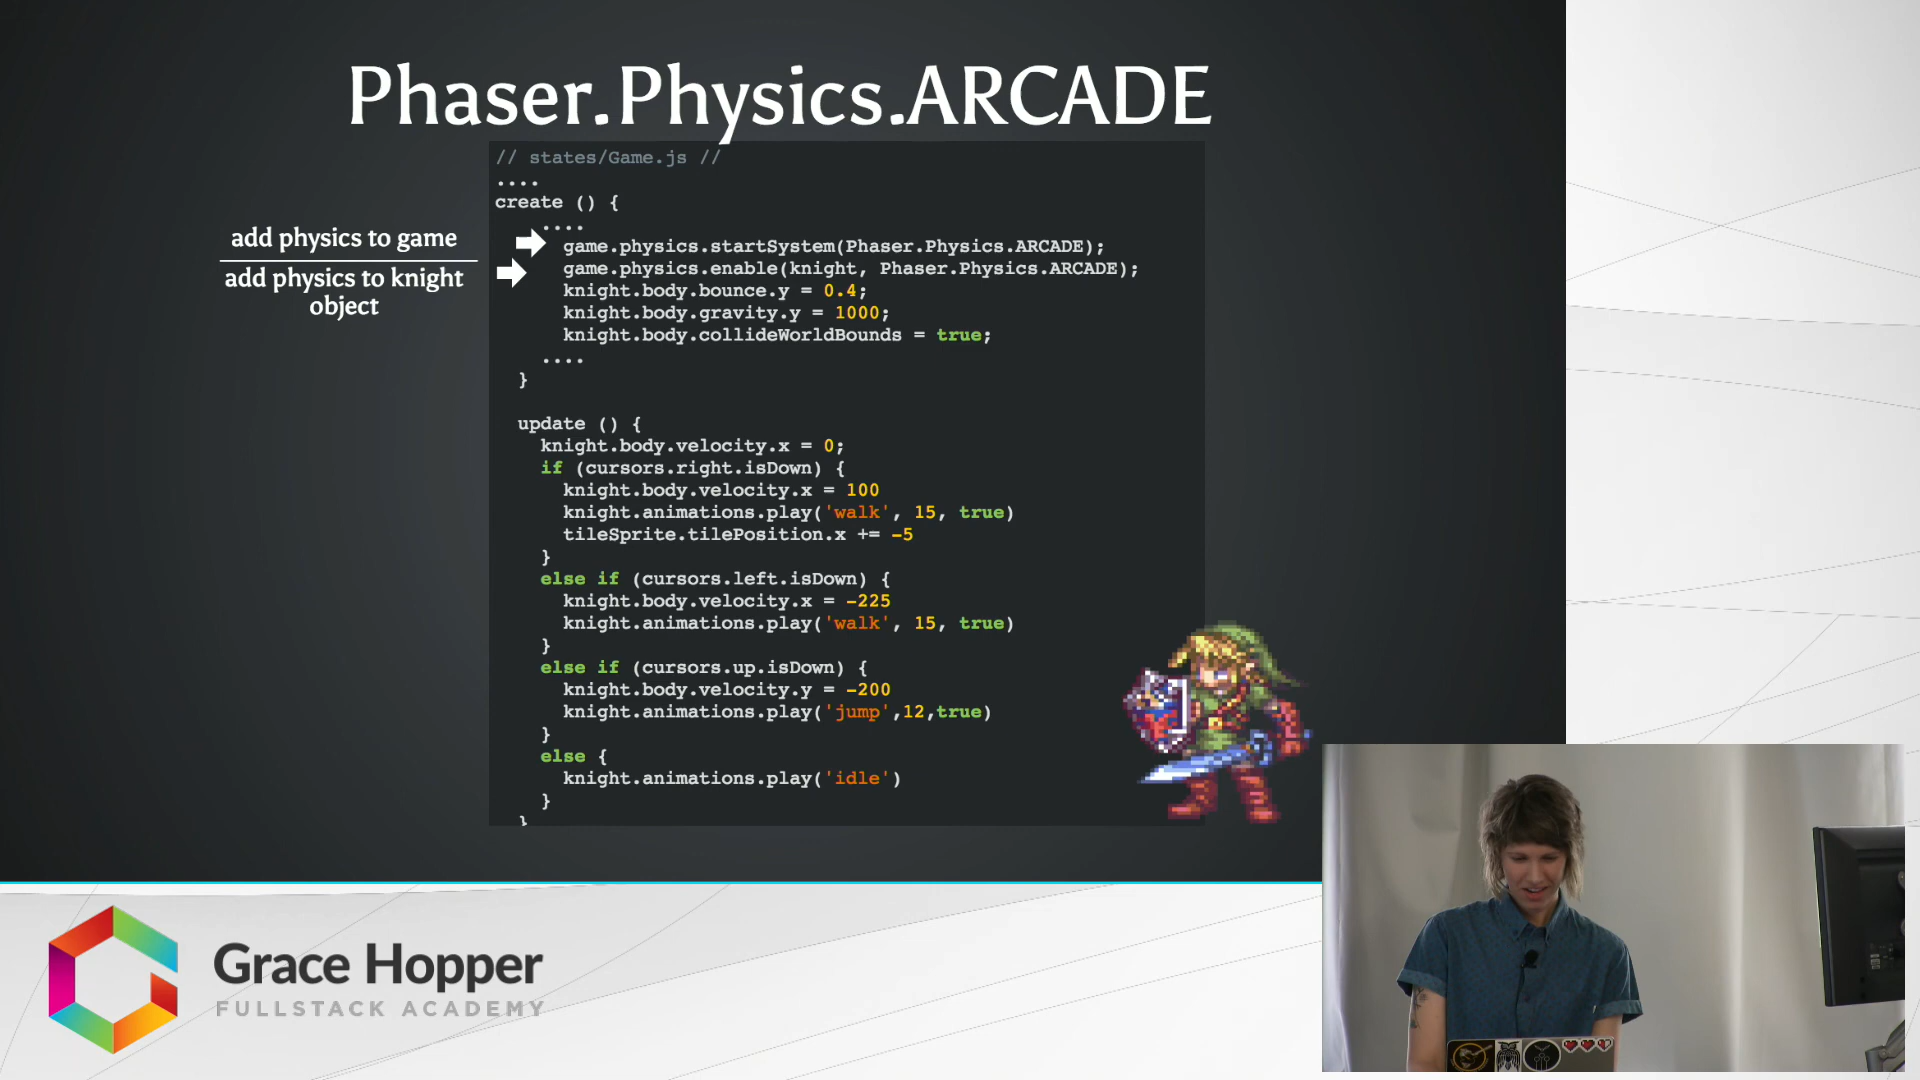 Phaser.Physics.ARCADE
add physics to game
add physics to knight
object
// states/Game.js //
....
create () {
....
game.physics.startSystem(Phaser.Physics.ARCADE);
game.physics.enable(knight, Phaser.Physics.ARCADE);
knight.body.bounce.y = 0.4;
knight.body.gravity.y = 1000;
knight.body.collideWorldBounds = true;
....
}
update () {
knight.body.velocity.x = 0;
if (cursors.right.isDown) {
knight.body.velocity.x = 100
knight.animations.play('walk', 15, true)
tileSprite.tilePosition.x += -5
}
else if (cursors.left.isDown) {
knight.body.velocity.x = -225
knight.animations.play('walk', 15, true)
}
else if (cursors.up.isDown) {
knight.body.velocity.y = -200
knight.animations.play('jump',12,true)
}
else {
knight.animations.play('idle')
}
}
Grace Hopper
FULLSTACK ACADEMY